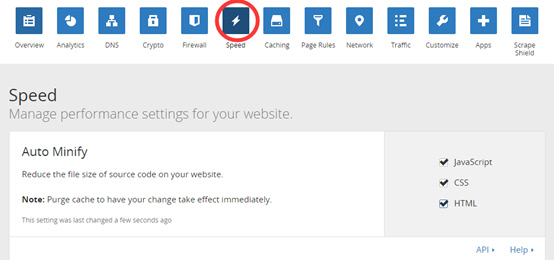 Overview Analytics DNS Crypto Firewall Speed Caching Page Rules Network Traffic Customize Apps Scrape
Shield
Speed
Manage performance settings for your website.
Auto Minify
Reduce the file size of source code on your website.
Note: Purge cache to have your change take effect immediately.
This setting was last changed a few seconds ago
JavaScript
CSS
HTML
API Help